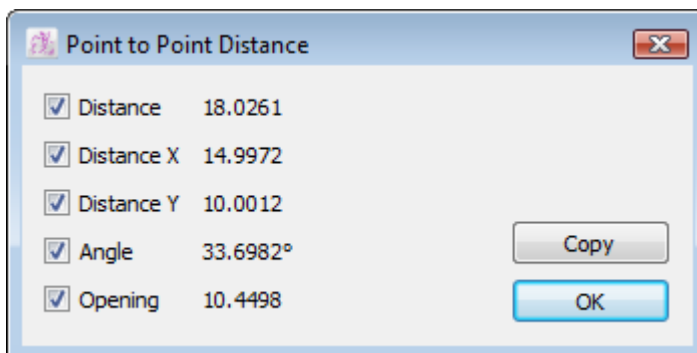 Point to Point Distance
Distance 18.0261
Distance X 14.9972
Distance Y 10.0012
Angle 33.6982°
Opening 10.4498
Copy
OK